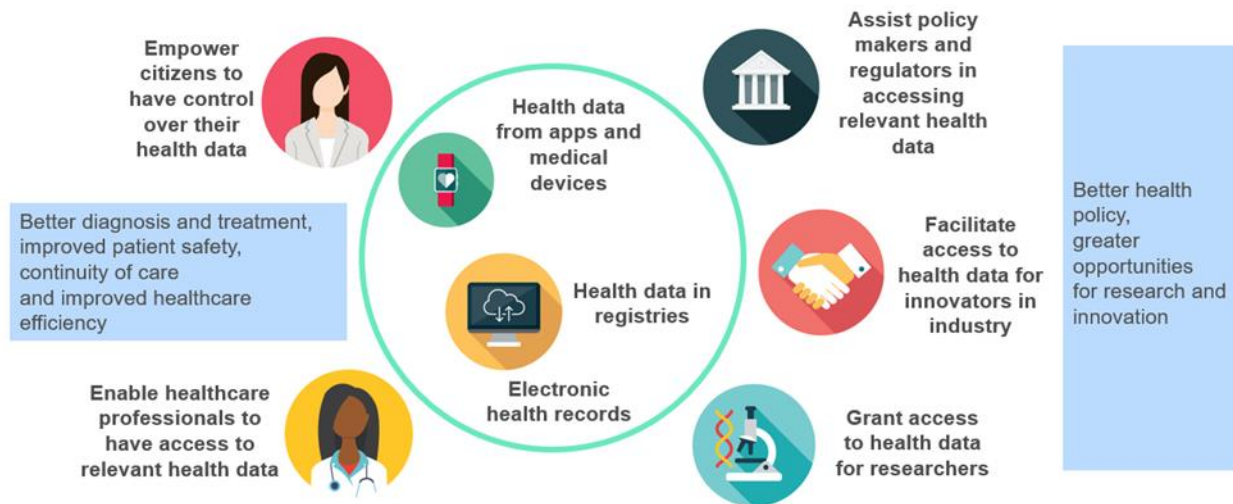 Empower
citizens to
have control
over their
health data
Better diagnosis and treatment,
improved patient safety,
continuity of care
and improved healthcare
efficiency
Enable healthcare
professionals to
have access to
relevant health data
Health data
from apps and
medical
devices
Health data in
registries
Electronic
health records
Assist policy
makers and
regulators in
accessing
relevant health
data
Facilitate
access to
health data for
innovators in
industry
Grant access
to health data
for researchers
Better health
policy,
greater
opportunities
for research and
innovation